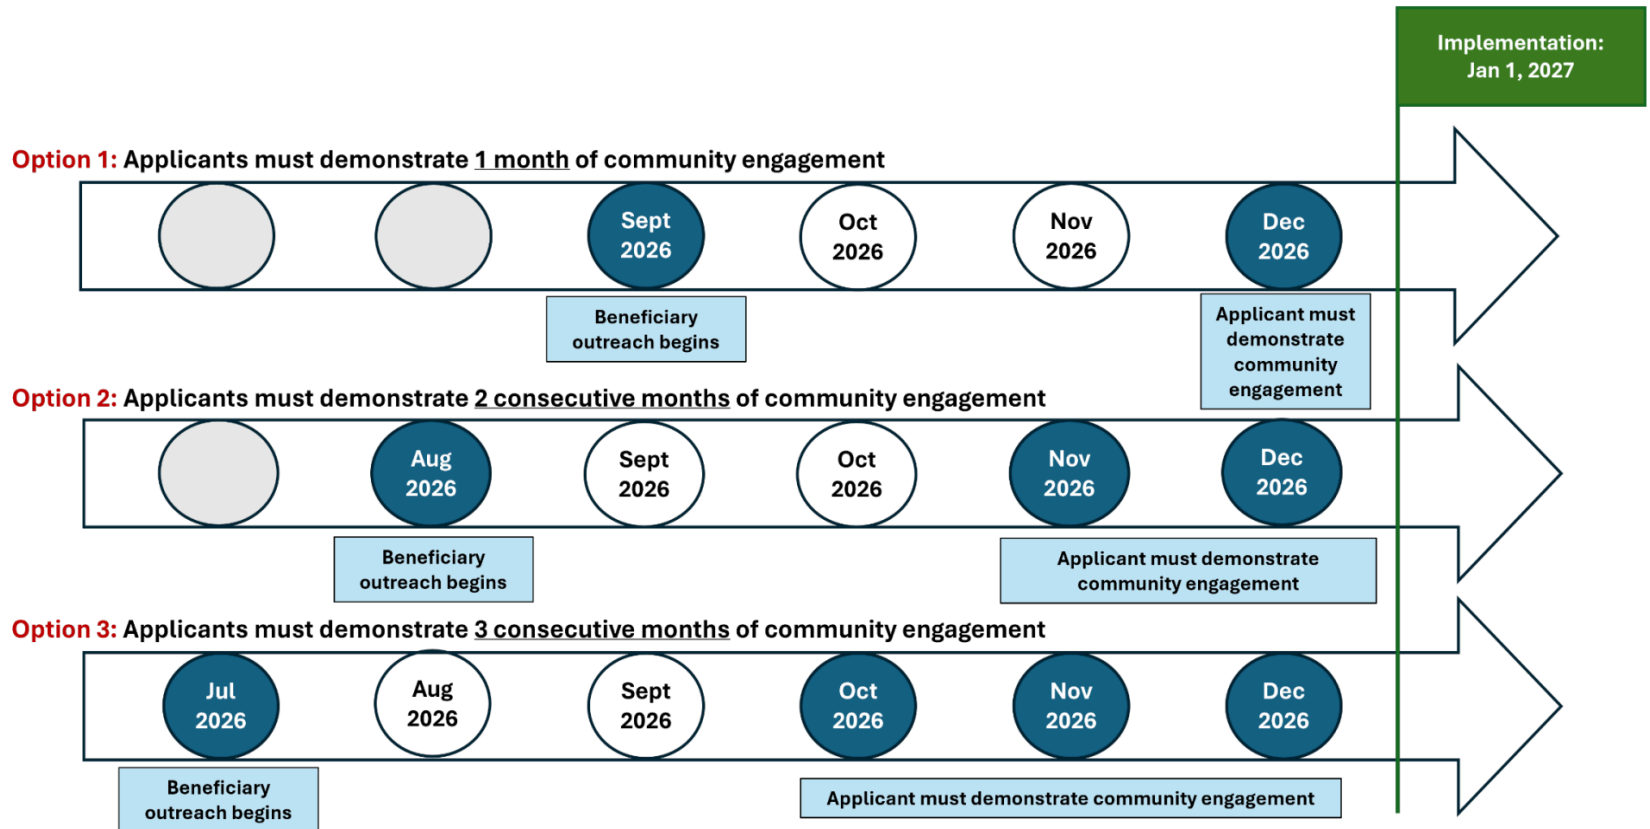 Implementation:
Jan 1, 2027
Option 1: Applicants must demonstrate 1 month of community engagement
Sept
2026
Oct
2026
Nov
2026
Dec
2026
Beneficiary
outreach begins
Applicant must
demonstrate
community
engagement
Option 2: Applicants must demonstrate 2 consecutive months of community engagement
Aug
2026
Sept
2026
Oct
2026
Nov
2026
Dec
2026
Beneficiary
outreach begins
Applicant must demonstrate
community engagement
Option 3: Applicants must demonstrate 3 consecutive months of community engagement
Jul
2026
Aug
2026
Sept
2026
Oct
2026
Nov
2026
Dec
2026
Beneficiary
outreach begins
Applicant must demonstrate community engagement